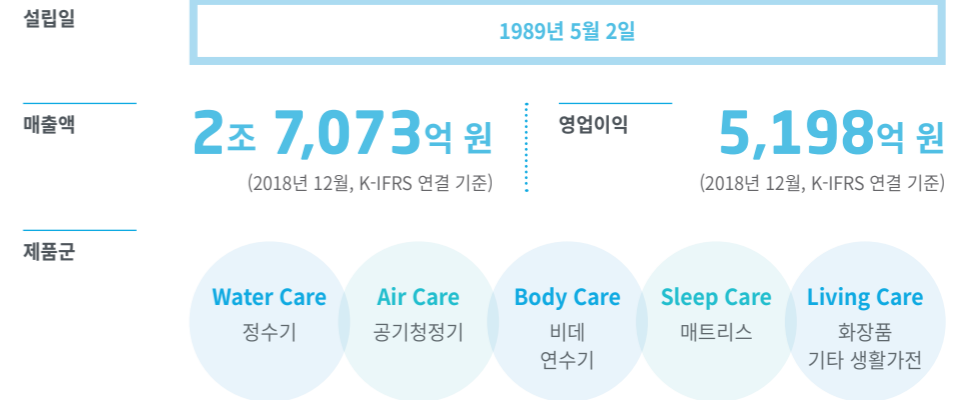 설립일
1989년 5월 2일
매출액
2조 7,073억 원
(2018년 12월, K-IFRS 연결 기준)
영업이익
5,198억 원
(2018년 12월, K-IFRS 연결 기준)
제품군
Water Care
정수기
Air Care
공기청정기
Body Care
비데
연수기
Sleep Care
매트리스
Living Care
화장품
기타 생활가전